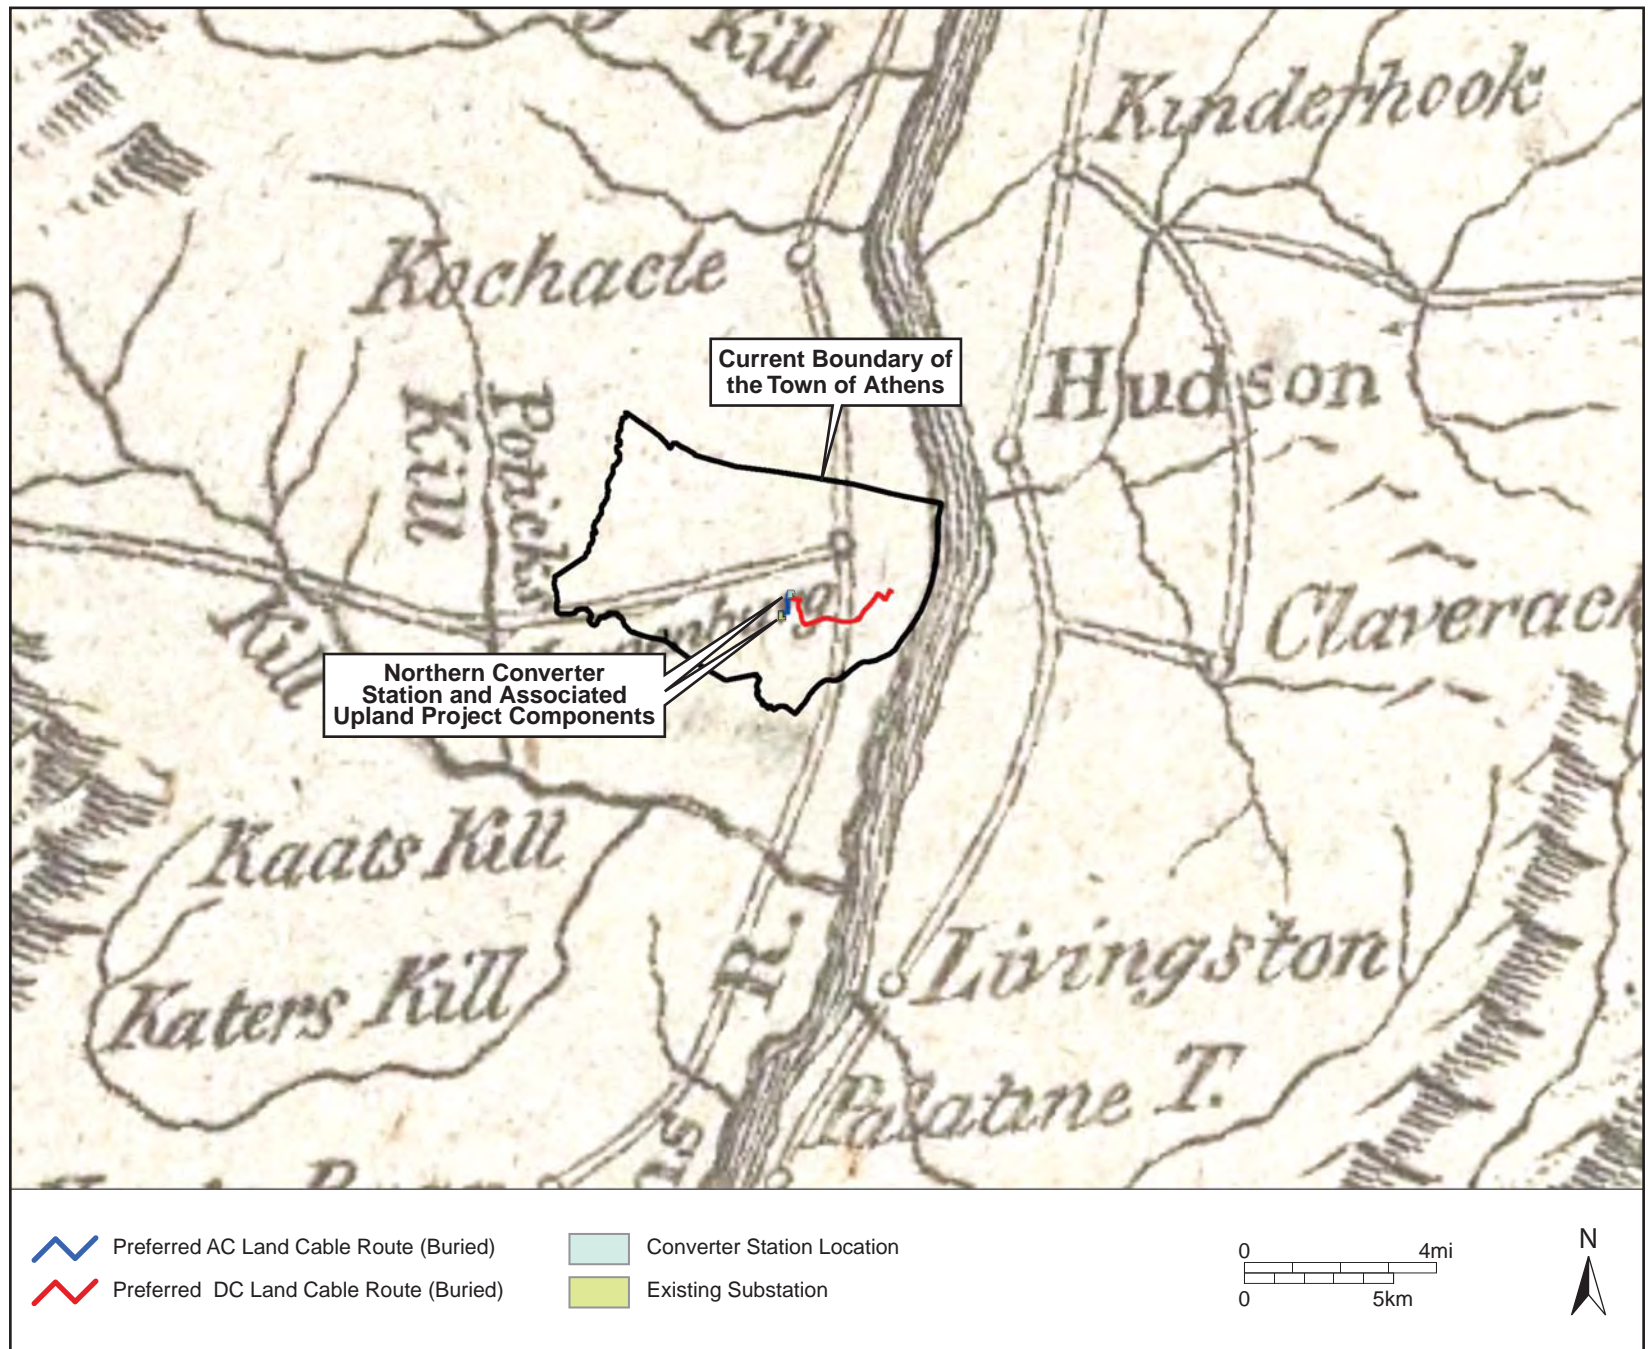 Kill
Kinderhook
Kochacte
Current Boundary of
the Town of Athens
Hudson
Potick's
Kill
Claverack
Kill
Northern Converter
Station and Associated
Upland Project Components
Kaats Kill
R.
Livingston
Katers Kill
Palatine T.
Preferred AC Land Cable Route (Buried)
Preferred DC Land Cable Route (Buried)
Converter Station Location
Existing Substation
0 4mi
0 5km
N